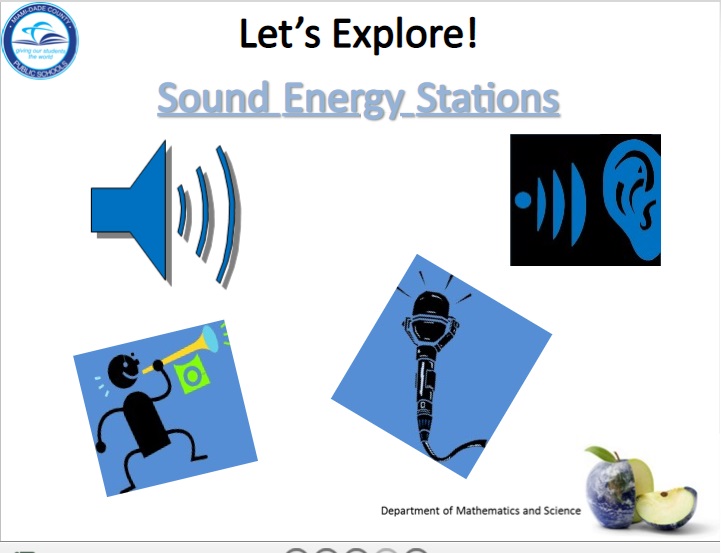 MIAMI-DADE COUNTY
giving our students
the world
PUBLIC SCHOOLS
Let's Explore!
Sound Energy Stations
Department of Mathematics and Science